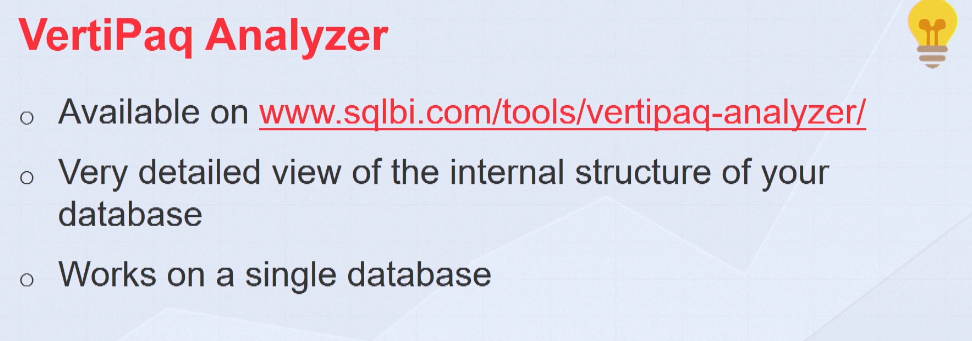 VertiPaq Analyzer
Available on www.sqlbi.com/tools/vertipaq-analyzer/
Very detailed view of the internal structure of your
database
Works on a single database